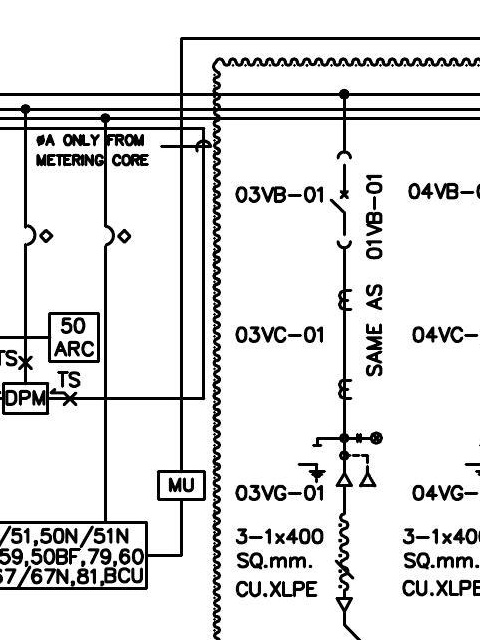 øA ONLY FROM
METERING CORE
50
ARC
TS
TS
DPM
MU
/51,50N/51N
59,50BF,79,60
67/67N,81,BCU
03VB-01
01VB-01
SAME AS
03VC-01
03VG-01
3-1x400
SQ.mm.
CU.XLPE
04VB-0
04VC-
04VG-
3-1x400
SQ.mm.
CU.XLPE